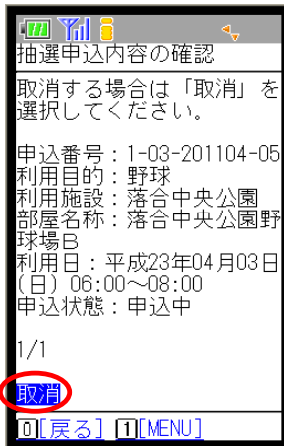 抽選申込内容の確認
取消する場合は「取消」を
選択してください。
申込番号：1-03-201104-05
利用目的：野球
利用施設：落合中央公園
部屋名称：落合中央公園野
球場Ｂ
利用日：平成23年04月03日
(日) 06:00～08:00
申込状態：申込中
1/1
取消
0[戻る] 1[MENU]